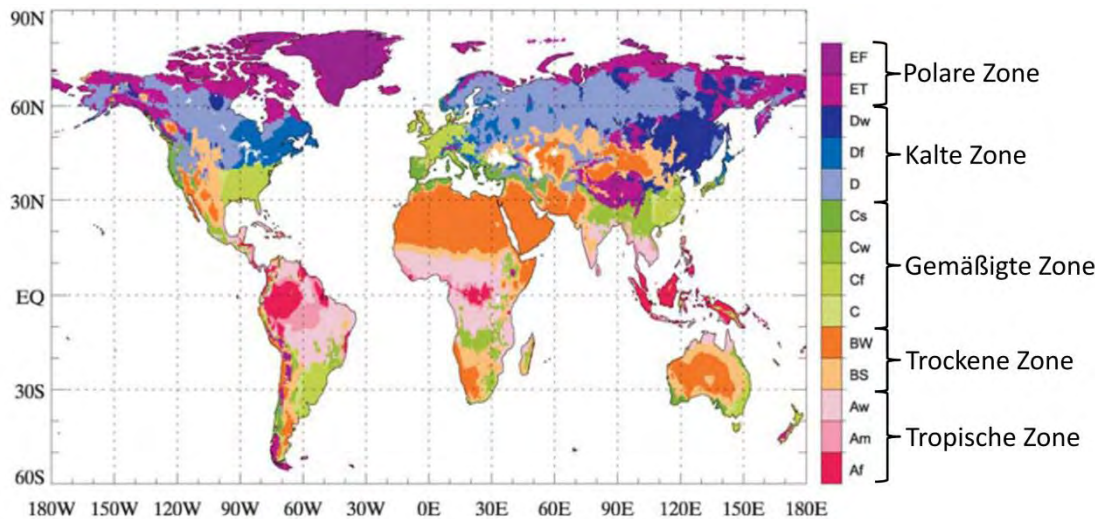 90N
60N
30N
EQ
30S
60S
180W 150W 120W 90W 60W 30W 0E 30E 60E 90E 120E 150E 180E
EF
ET
Polare Zone
Dw
Df
D
Kalte Zone
Cs
Cw
Cf
C
Gemäßigte Zone
BW
BS
Trockene Zone
Aw
Am
Af
Tropische Zone